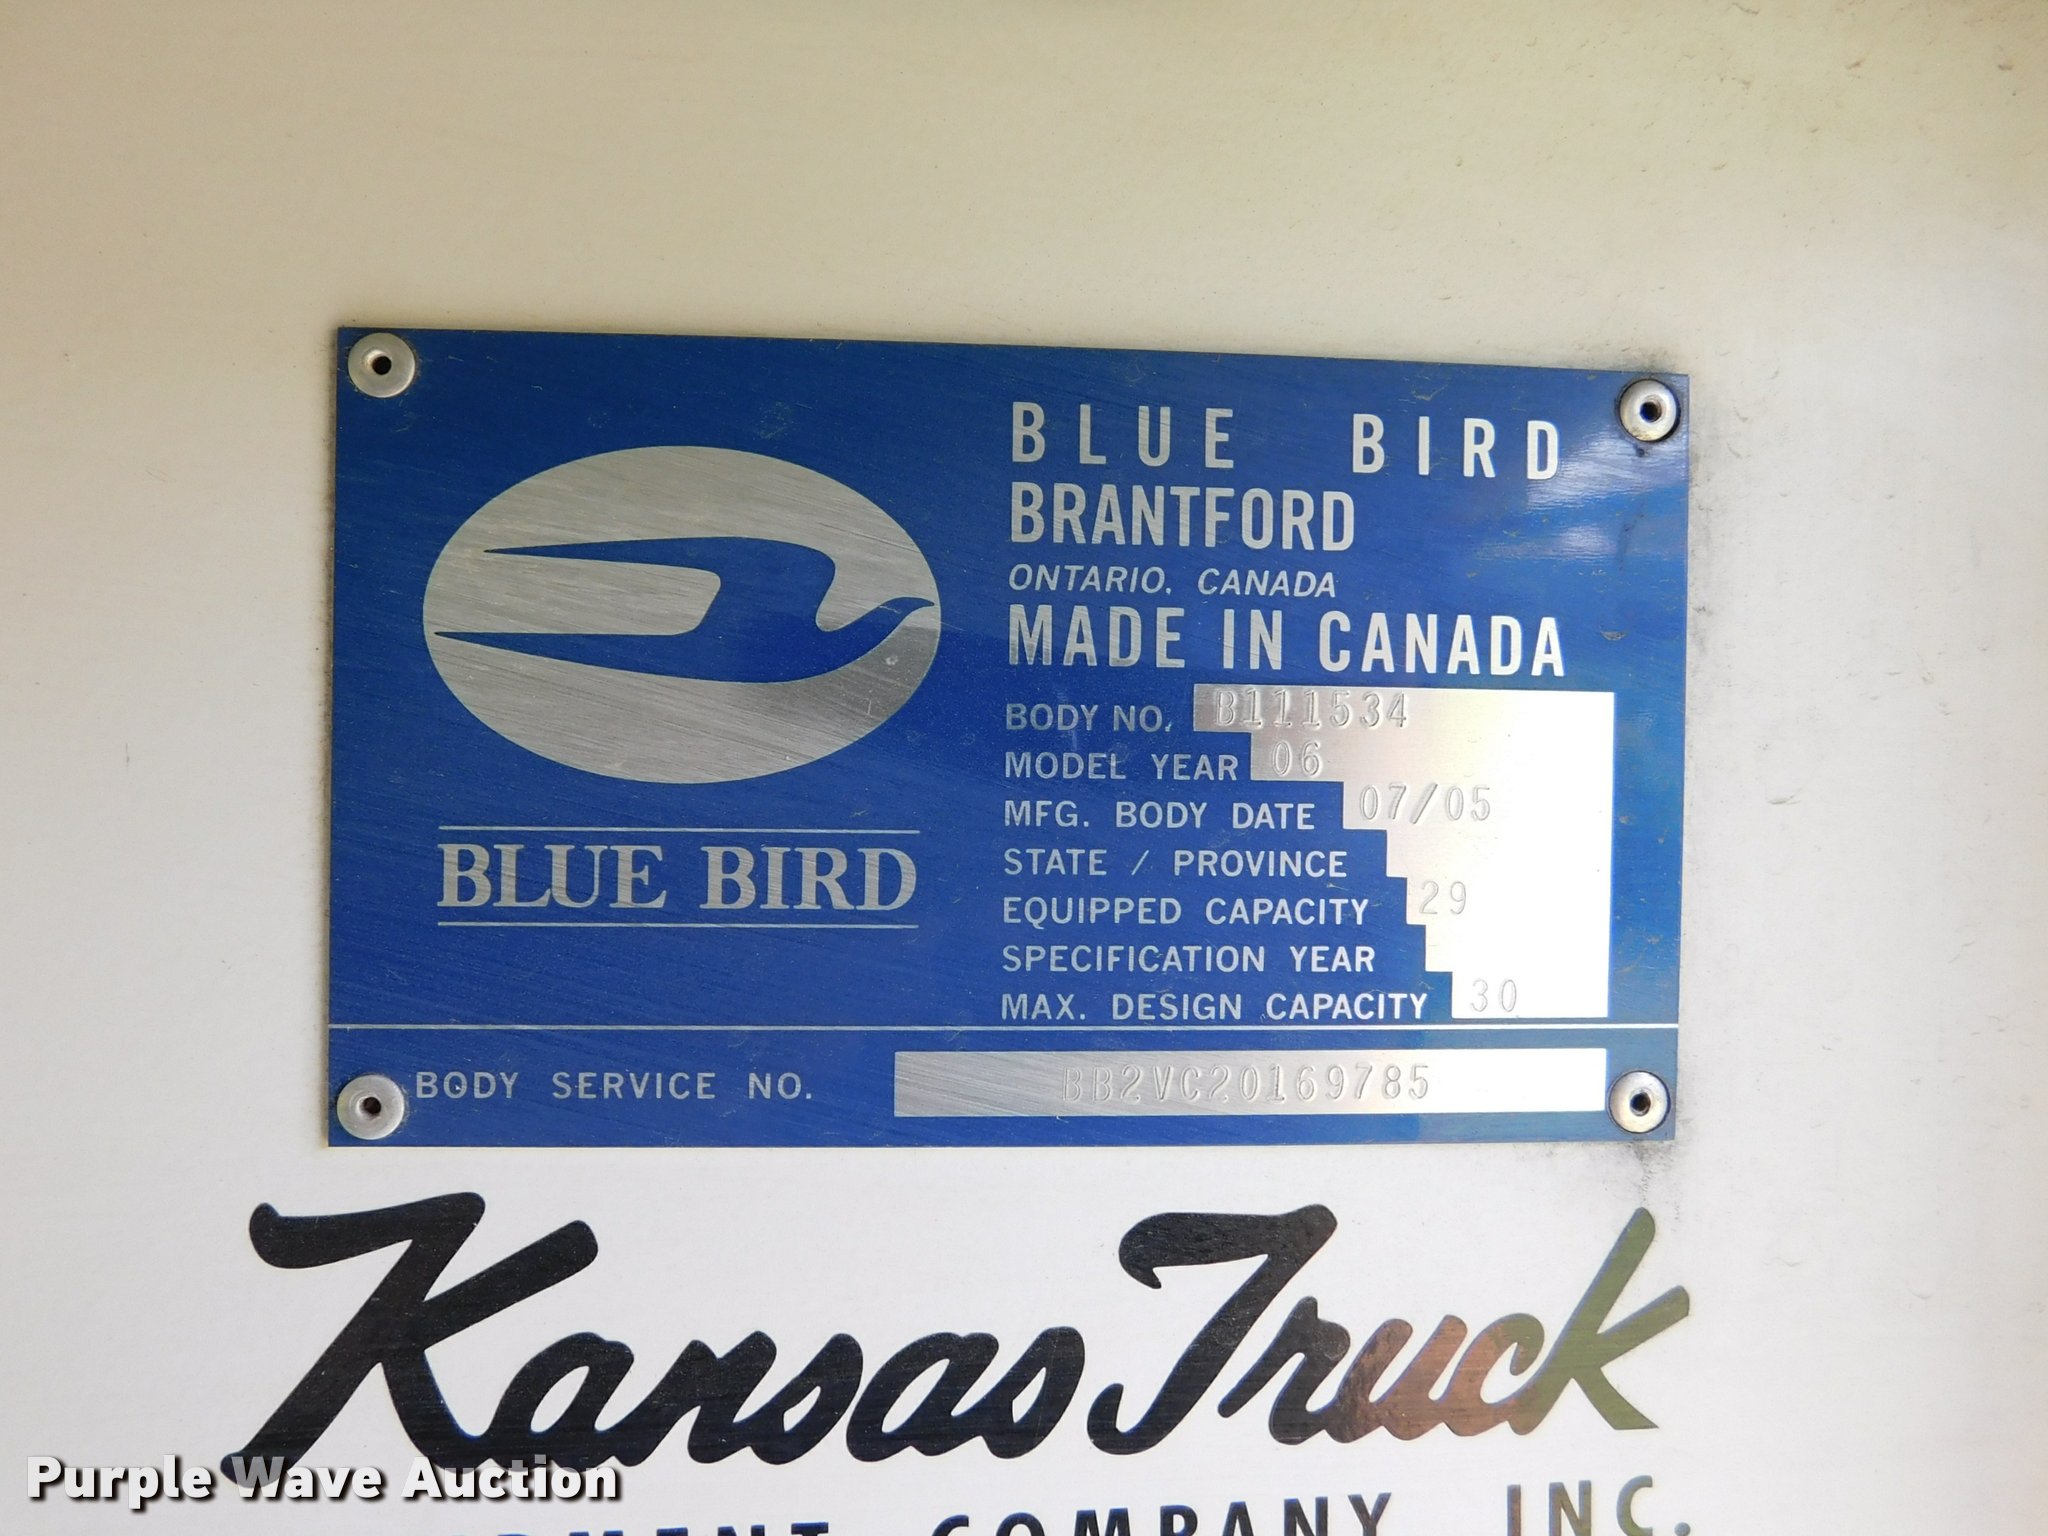 BLUE BIRD
BLUE BIRD
BRANTFORD
ONTARIO, CANADA
MADE IN CANADA
BODY NO. B111534
MODEL YEAR 06
MFG. BODY DATE 07/05
STATE / PROVINCE
EQUIPPED CAPACITY 29
SPECIFICATION YEAR
MAX. DESIGN CAPACITY 30
BODY SERVICE NO. BB2VC20169785
Kansas Truck
COMPANY INC.
Purple Wave Auction